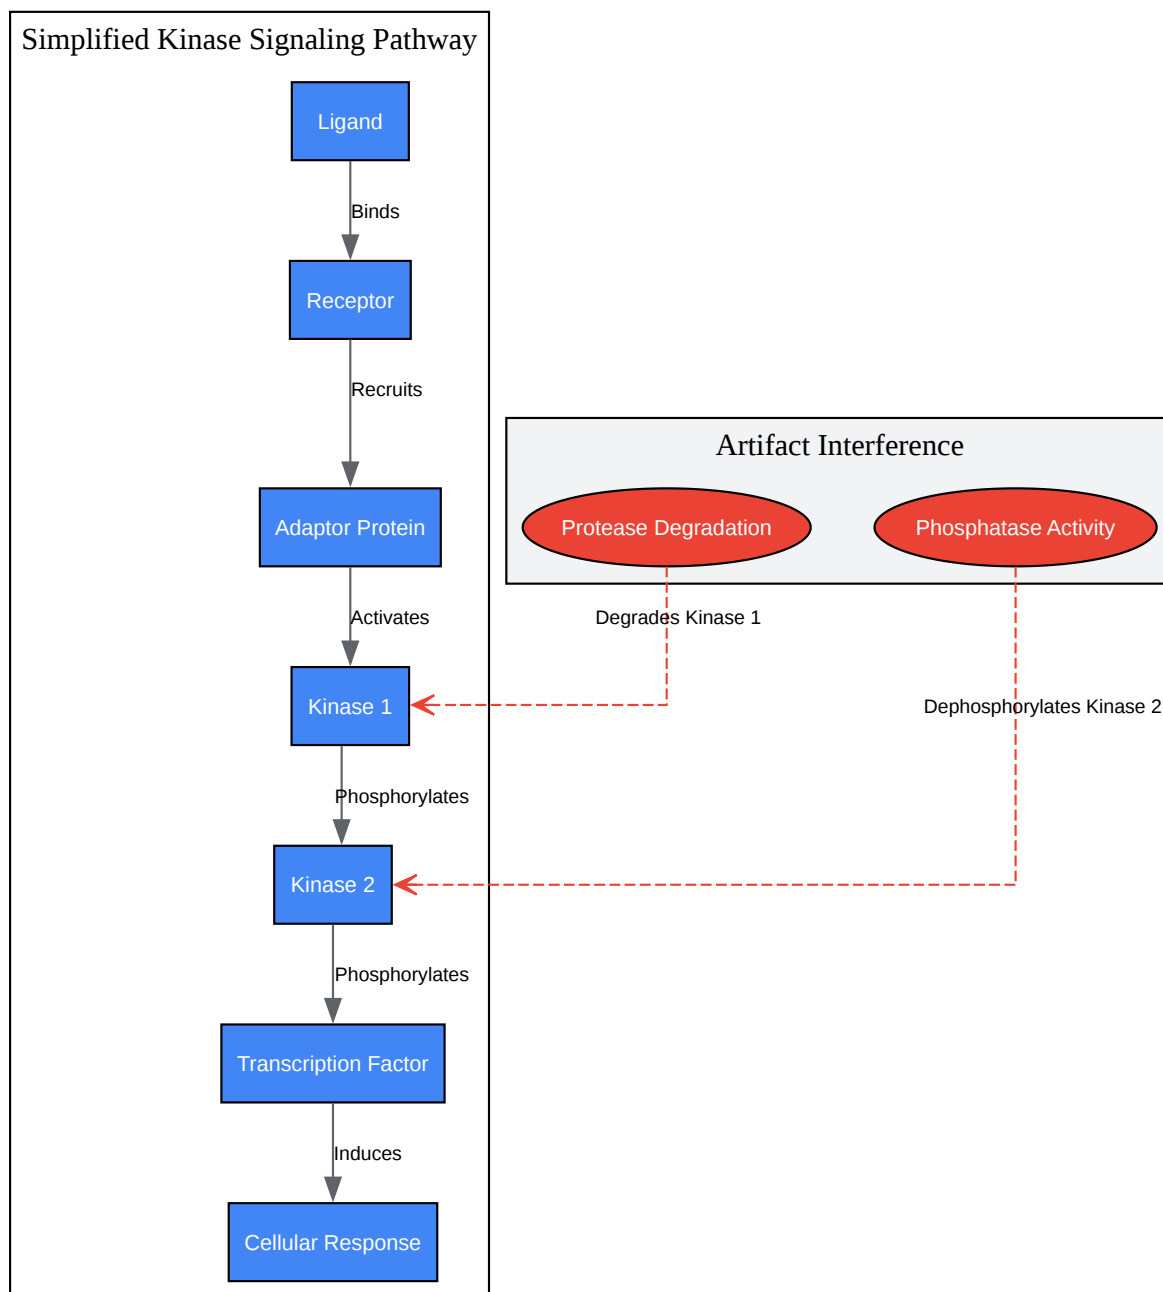 Simplified Kinase Signaling Pathway
Ligand
Binds
Receptor
Recruits
Artifact Interference
Adaptor Protein
Protease Degradation
Phosphatase Activity
Activates
Degrades Kinase 1
Kinase 1
Dephosphorylates Kinase 2
Phosphorylates
Kinase 2
Phosphorylates
Transcription Factor
Induces
Cellular Response